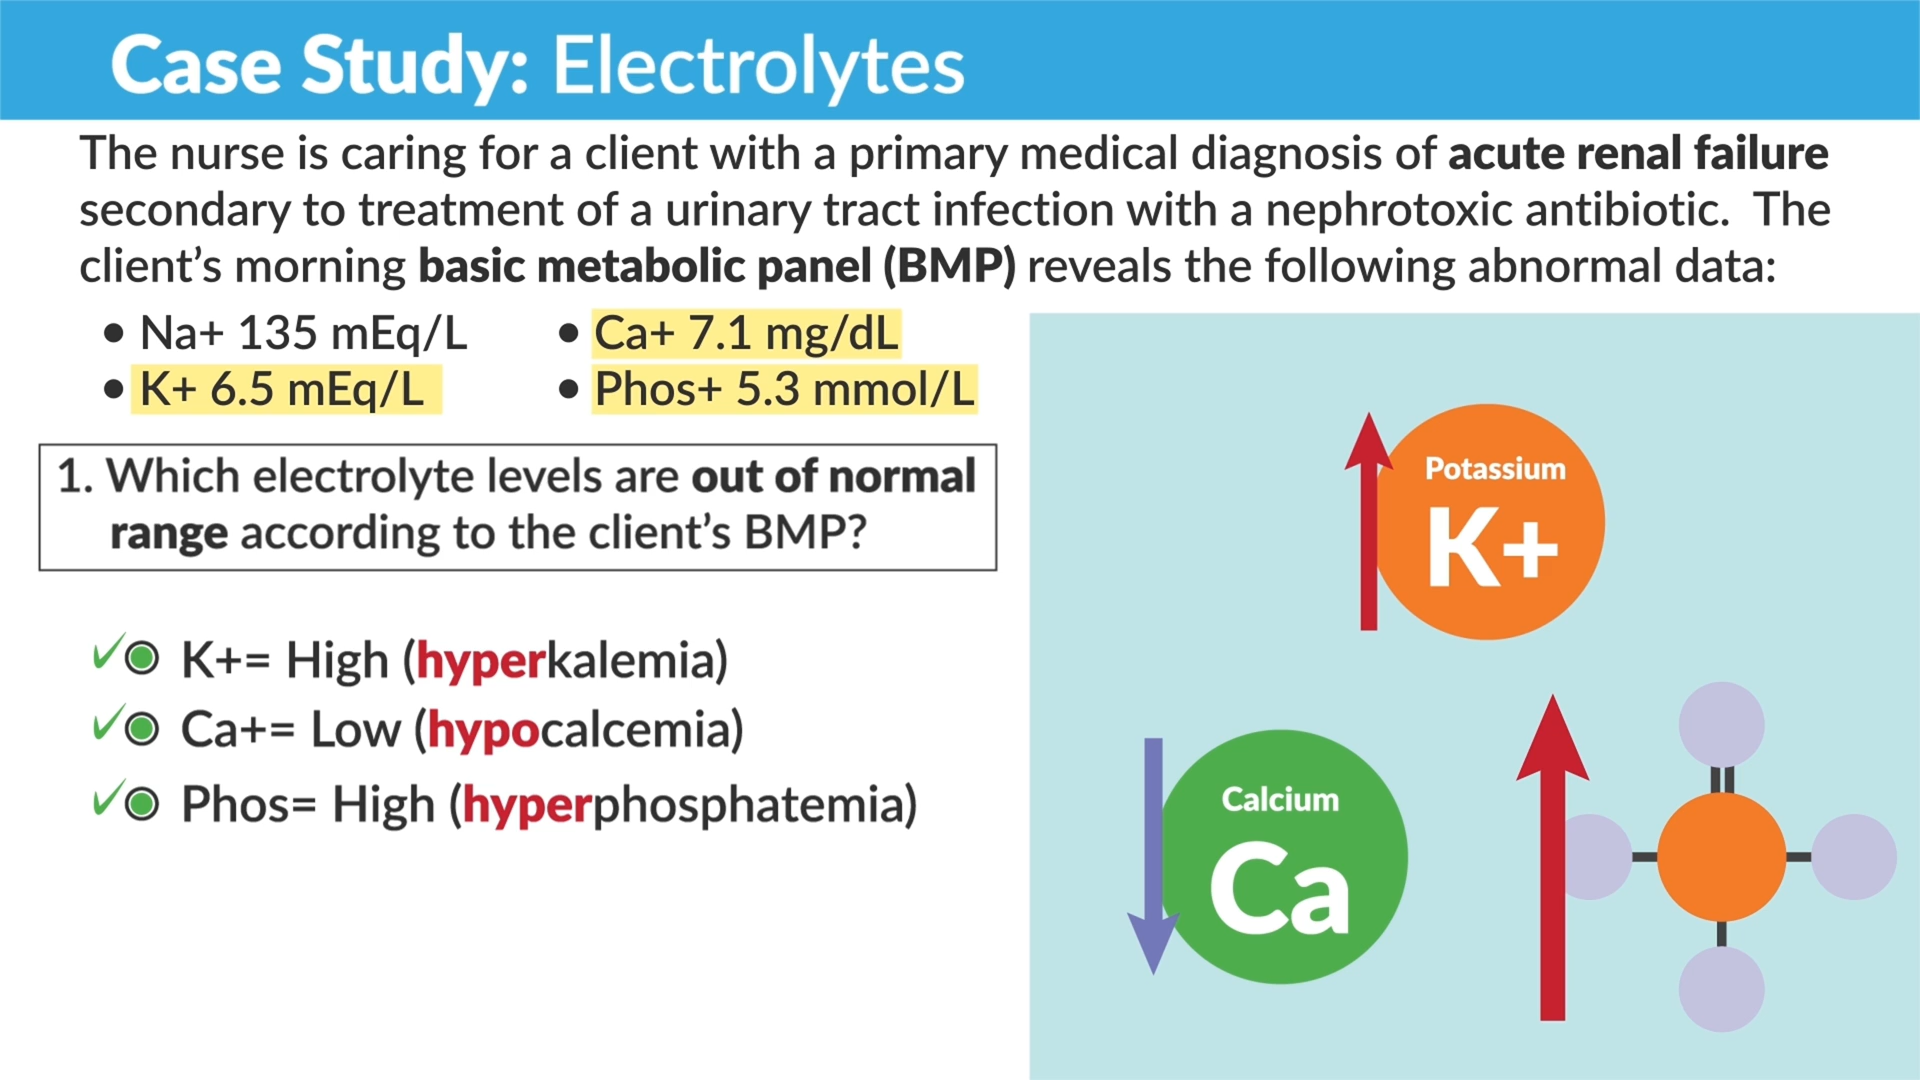 Case Study: Electrolytes
The nurse is caring for a client with a primary medical diagnosis of acute renal failure
secondary to treatment of a urinary tract infection with a nephrotoxic antibiotic. The
client’s morning basic metabolic panel (BMP) reveals the following abnormal data:
• Na+ 135 mEq/L
• K+ 6.5 mEq/L
• Ca+ 7.1 mg/dL
• Phos+ 5.3 mmol/L
1. Which electrolyte levels are out of normal
range according to the client’s BMP?
K+= High (hyperkalemia)
Ca+= Low (hypocalcemia)
Phos= High (hyperphosphatemia)
Potassium
K+
Calcium
Ca